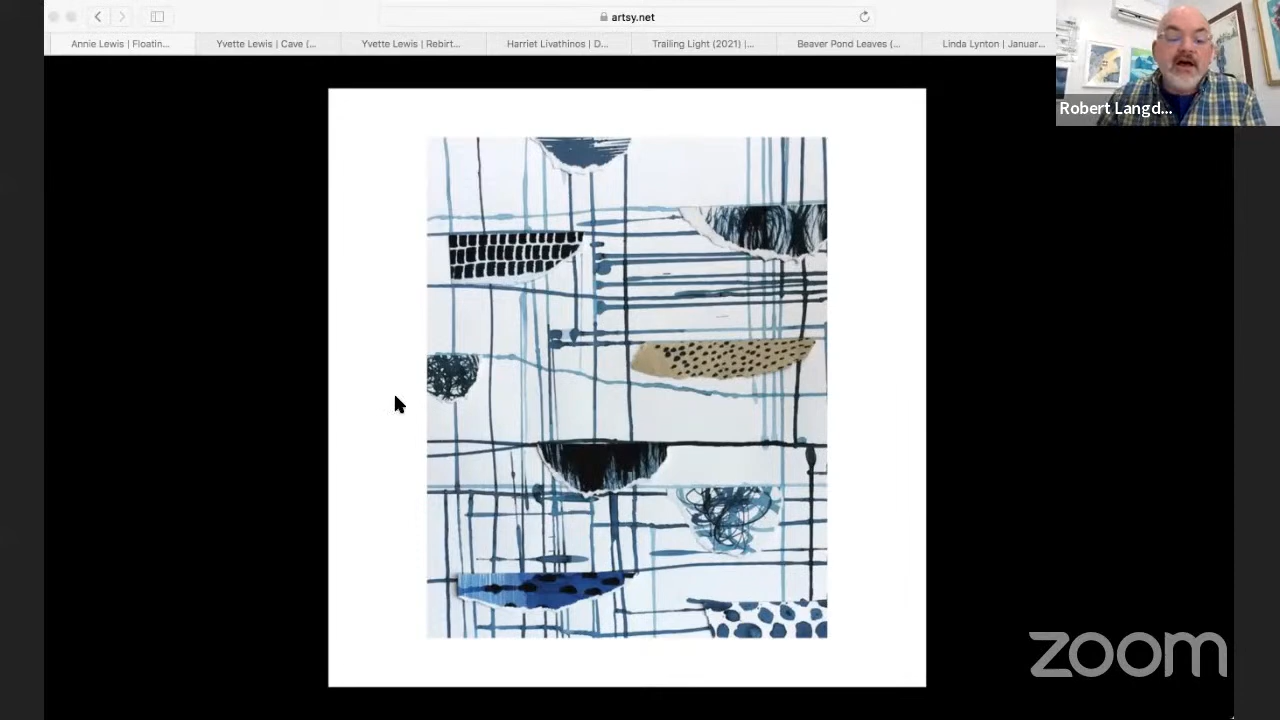 artsy.net
Annie Lewis | Floatin...
Yvette Lewis | Cave (...
Yvette Lewis | Rebirt...
Harriet Livathinos | D...
Trailing Light (2021) |...
Beaver Pond Leaves (...
Linda Lynton | Januar...
Robert Langd...
zoom